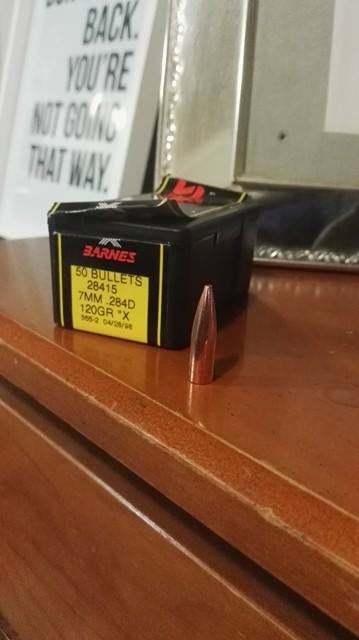 BACK.
YOU'RE
NOT GOING
THAT WAY.
BARNES
50 BULLETS
28415
7MM .284D
120GR "X
555-2 04/28/98